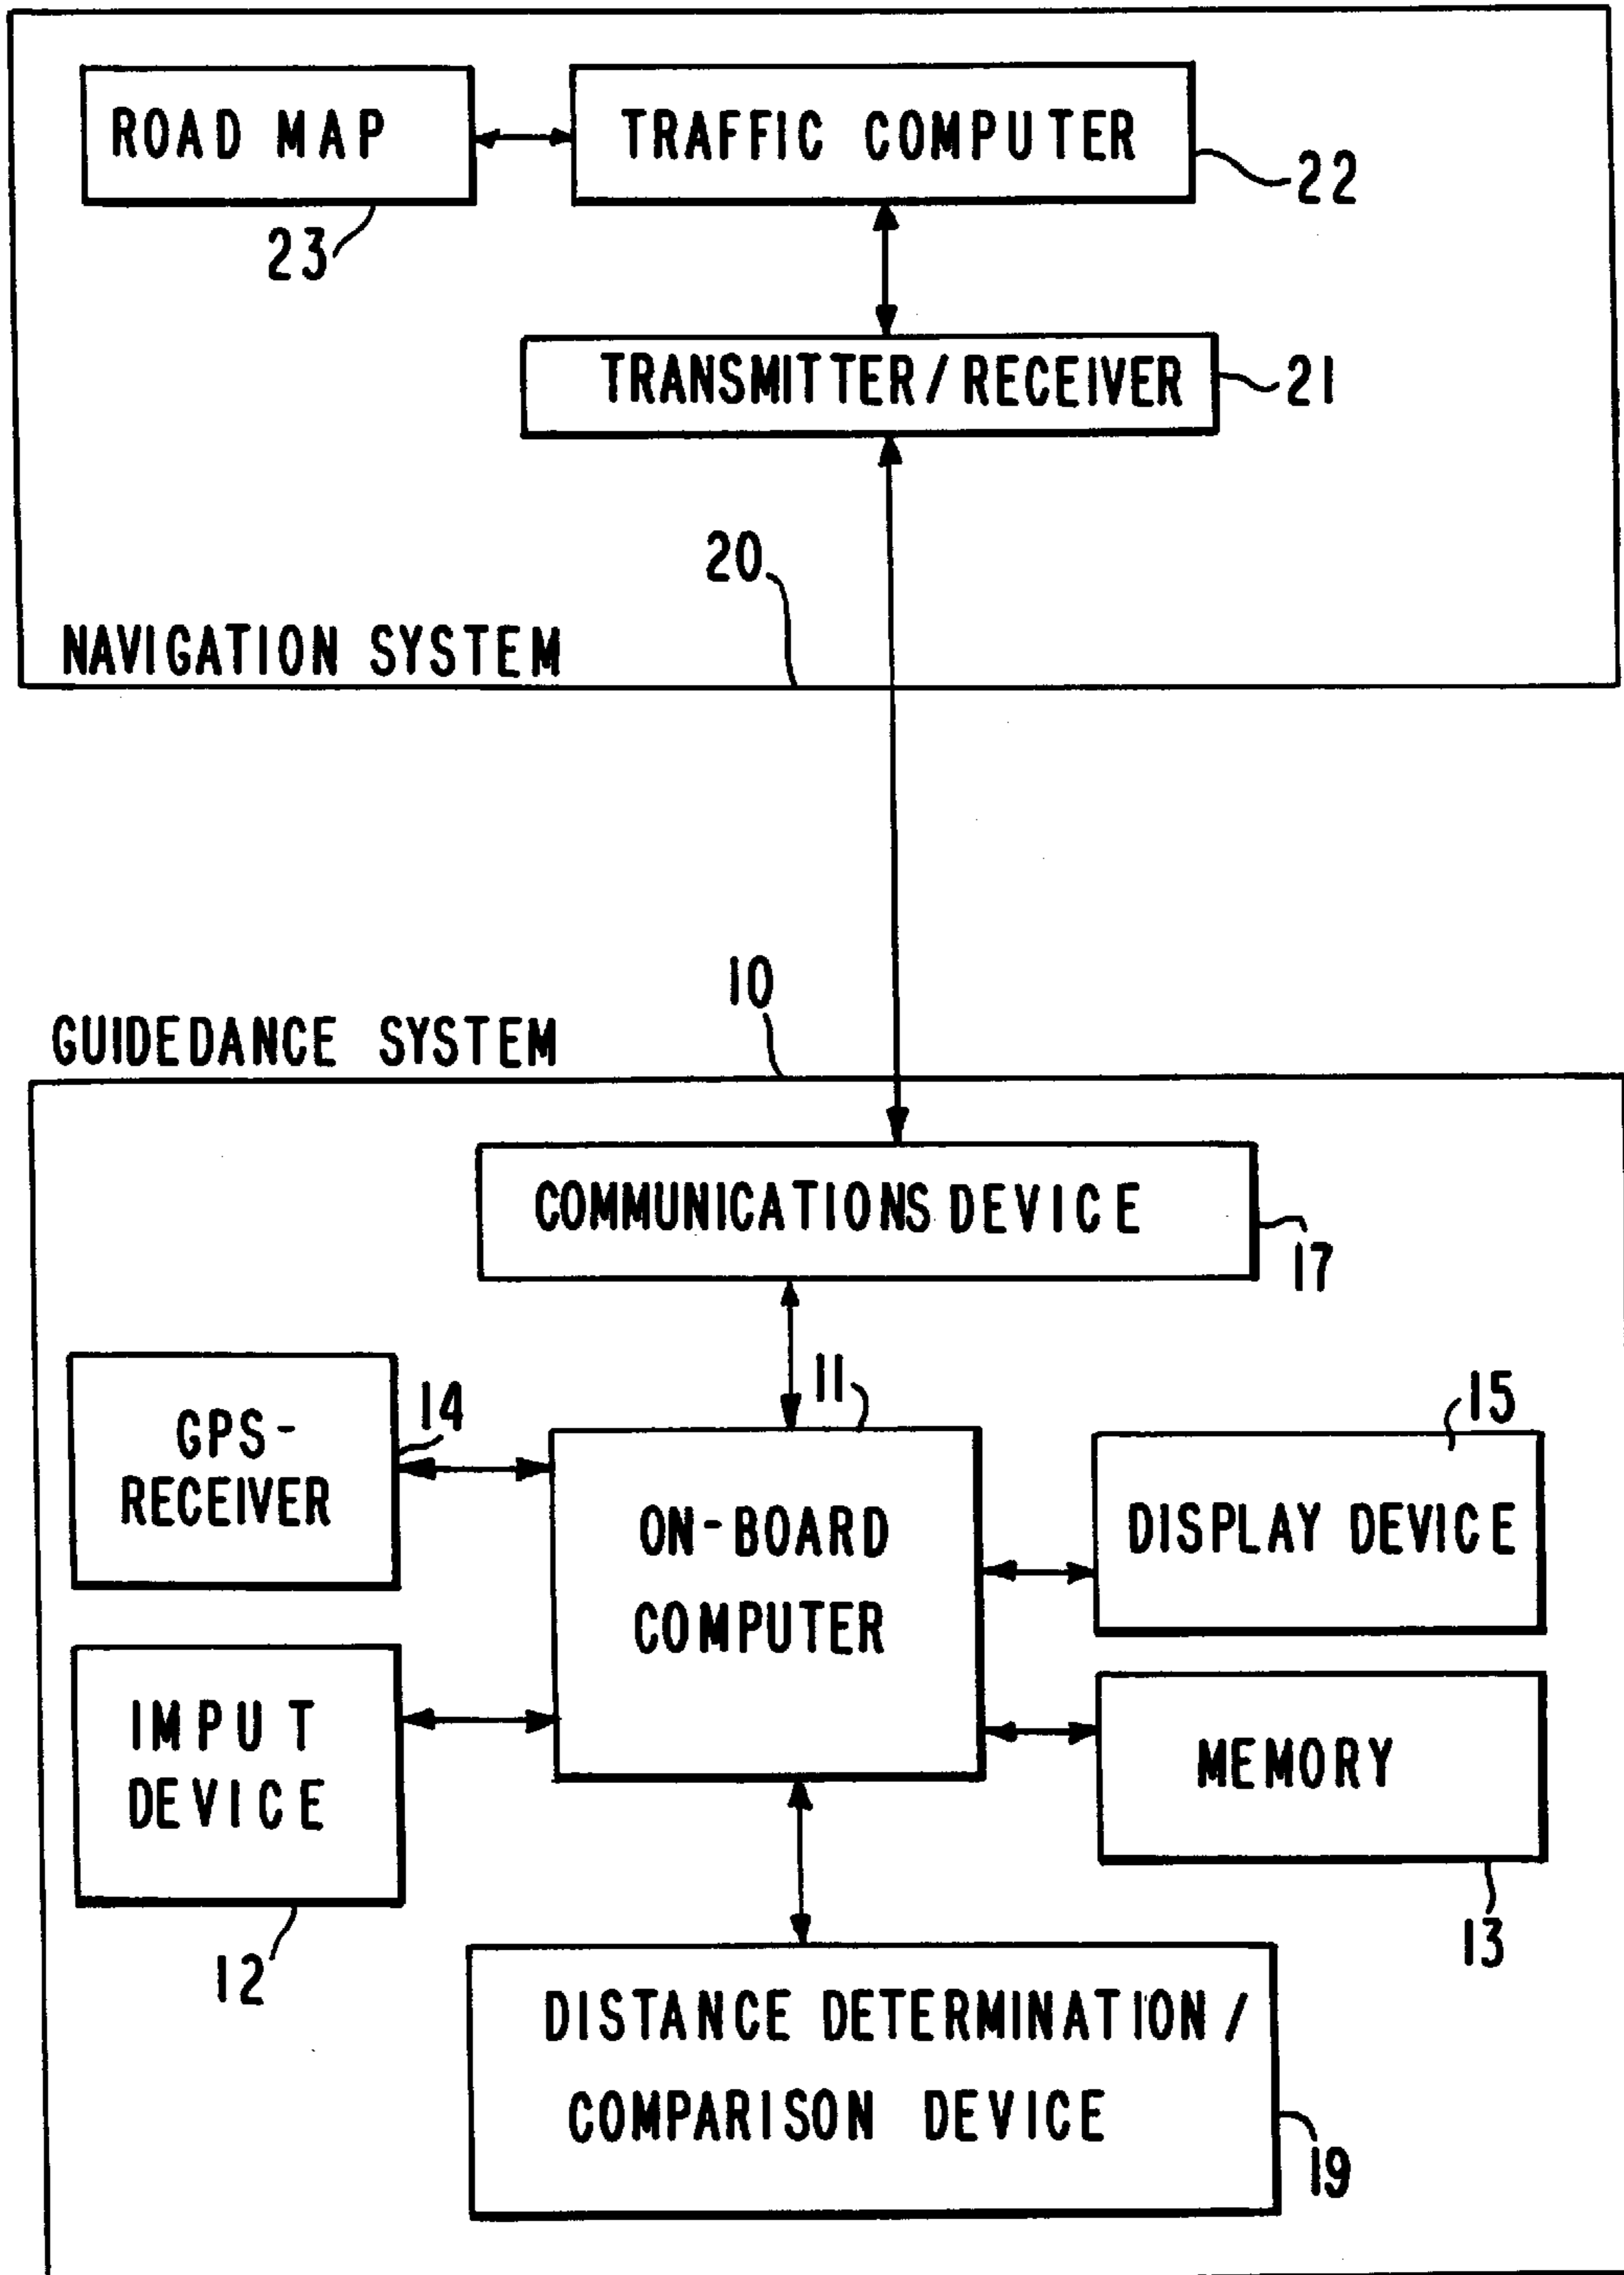 ROAD MAP
TRAFFIC COMPUTER
22
23
TRANSMITTER/RECEIVER
21
20
NAVIGATION SYSTEM
10
GUIDEDANCE SYSTEM
COMMUNICATIONS DEVICE
17
GPS-
RECEIVER
14
11
ON-BOARD
COMPUTER
15
DISPLAY DEVICE
IMPUT
DEVICE
12
MEMORY
13
DISTANCE DETERMINATION/
COMPARISON DEVICE
19